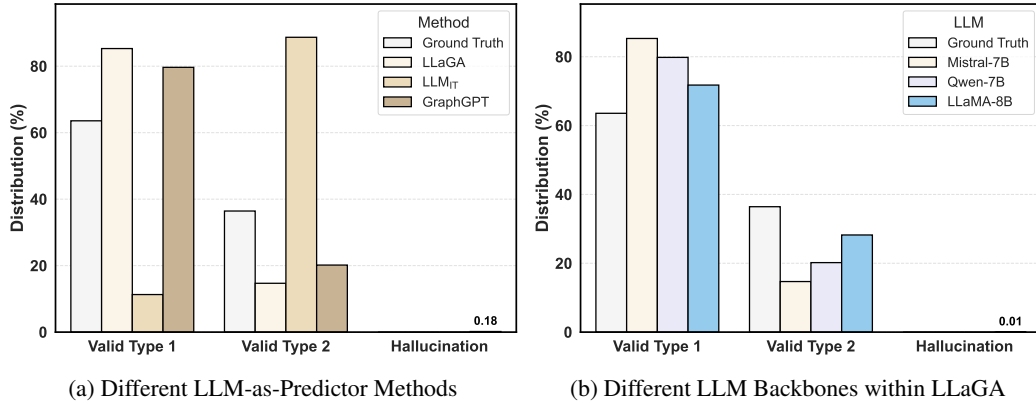 Distribution (%)
80
60
40
20
0
Method
Ground Truth
LLaGA
LLM_IT
GraphGPT
0.18
Valid Type 1
Valid Type 2
Hallucination
(a) Different LLM-as-Predictor Methods
Distribution (%)
80
60
40
20
0
LLM
Ground Truth
Mistral-7B
Qwen-7B
LLaMA-8B
0.01
Valid Type 1
Valid Type 2
Hallucination
(b) Different LLM Backbones within LLaGA